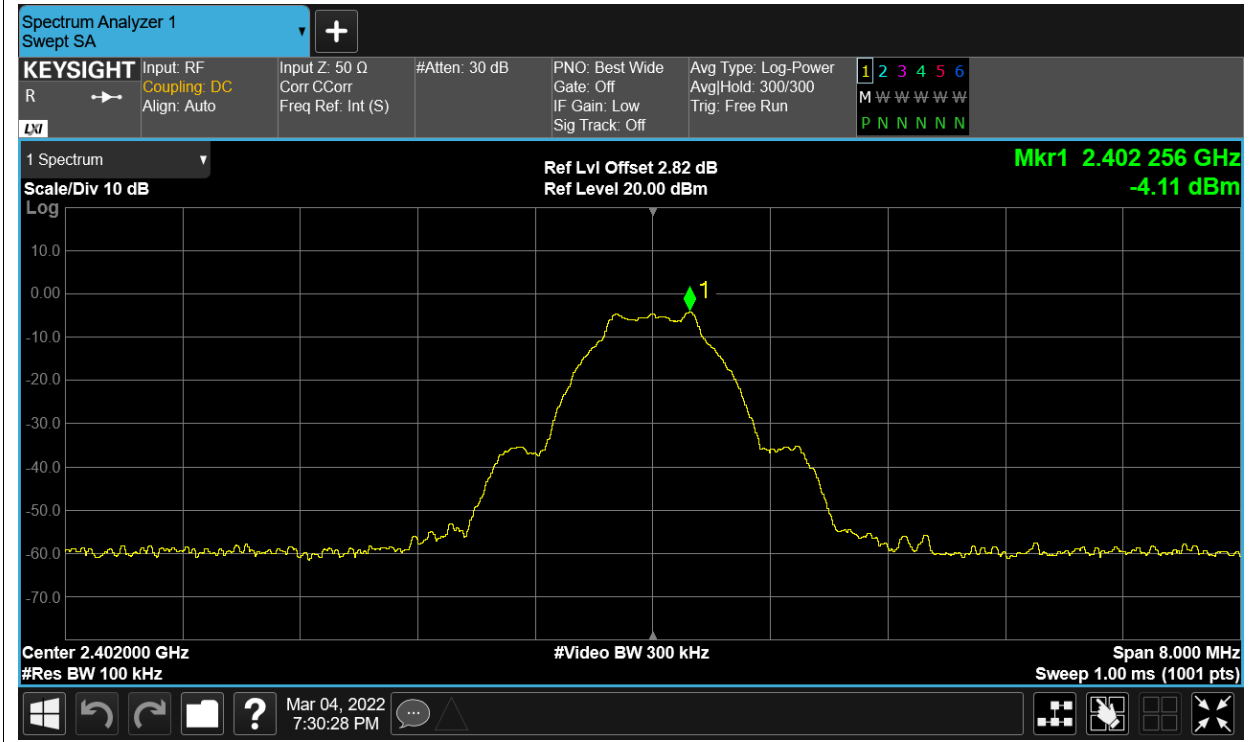 Spectrum Analyzer 1
Swept SA
KEYSIGHT
R
LXI
Input: RF
Coupling: DC
Align: Auto
Input Z: 50 Ω
Corr CCorr
Freq Ref: Int (S)
#Atten: 30 dB
PNO: Best Wide
Gate: Off
IF Gain: Low
Sig Track: Off
Avg Type: Log-Power
Avg|Hold: 300/300
Trig: Free Run
1 2 3 4 5 6
M W W W W W
P N N N N N
1 Spectrum
Scale/Div 10 dB
Log
Ref Lvl Offset 2.82 dB
Ref Level 20.00 dBm
Mkr1 2.402 256 GHz
-4.11 dBm
10.0
0.00
-10.0
-20.0
-30.0
-40.0
-50.0
-60.0
-70.0
1
Center 2.402000 GHz
#Res BW 100 kHz
#Video BW 300 kHz
Span 8.000 MHz
Sweep 1.00 ms (1001 pts)
?
Mar 04, 2022
7:30:28 PM